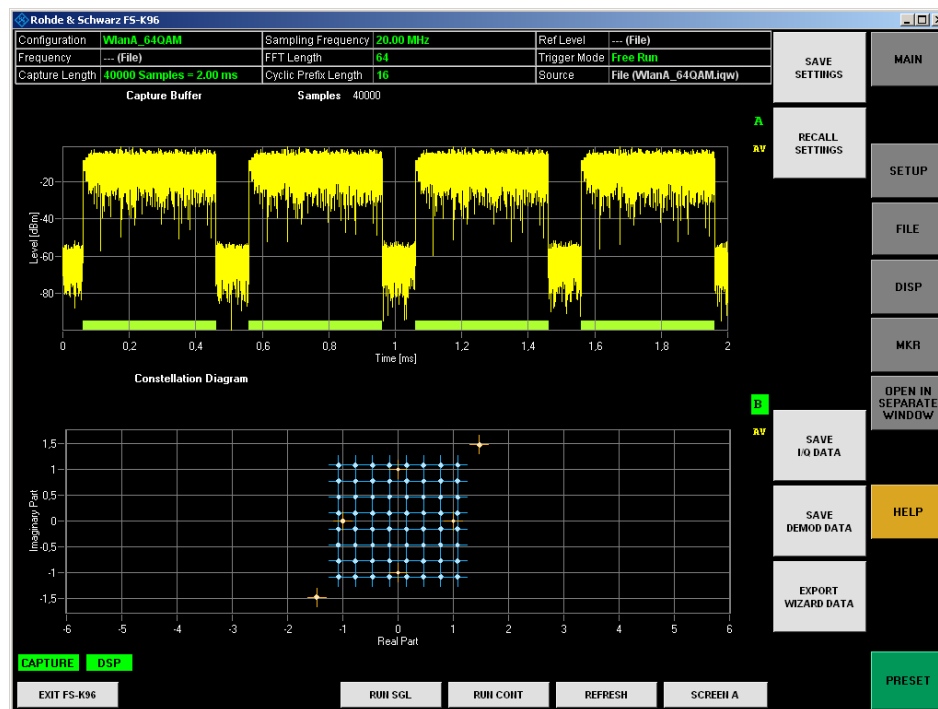 Rohde & Schwarz FS-K96
Configuration WlanA_64QAM Sampling Frequency 20.00 MHz Ref Level --- (File)
Frequency --- (File) FFT Length 64 Trigger Mode Free Run
Capture Length 40000 Samples = 2.00 ms Cyclic Prefix Length 16 Source File (WlanA_64QAM.iqw)
Capture Buffer Samples 40000
A
AV
Level [dBm]
-20
-40
-60
-80
0 0,2 0,4 0,6 0,8 1 1,2 1,4 1,6 1,8 2
Time [ms]
Constellation Diagram
B
AV
Imaginary Part
1,5
1
0,5
0
-0,5
-1
-1,5
-6 -5 -4 -3 -2 -1 0 1 2 3 4 5 6
Real Part
CAPTURE DSP
EXIT FS-K96 RUN SGL RUN CONT REFRESH SCREEN A
SAVE
SETTINGS
RECALL
SETTINGS
SAVE
I/Q DATA
SAVE
DEMOD DATA
EXPORT
WIZARD DATA
MAIN
SETUP
FILE
DISP
MKR
OPEN IN
SEPARATE
WINDOW
HELP
PRESET